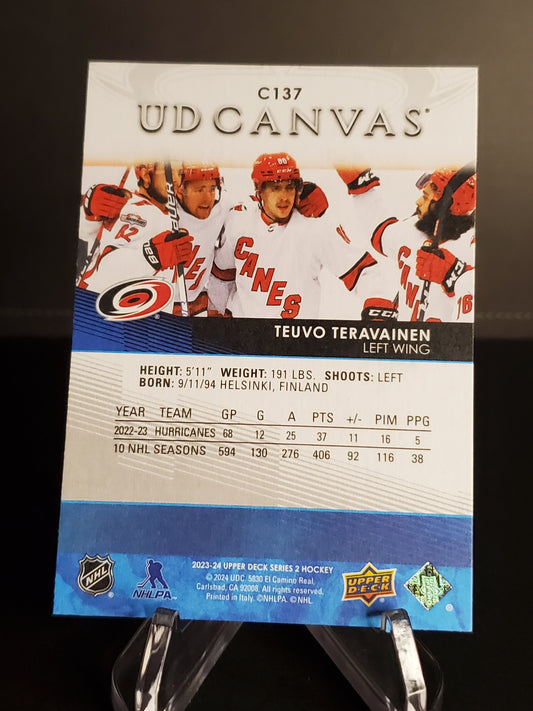 C137
UD CANVAS
CANES
CANES
CCM
TEUVO TERAVAINEN
LEFT WING
HEIGHT: 5'11" WEIGHT: 191 LBS. SHOOTS: LEFT
BORN: 9/11/94 HELSINKI, FINLAND
YEAR TEAM GP G A PTS +/- PIM PPG
2022-23 HURRICANES 68 12 25 37 11 16 5
10 NHL SEASONS 594 130 276 406 92 116 38
2023-24 UPPER DECK SERIES 2 HOCKEY
© 2024 UDC. 5830 El Camino Real,
Carlsbad, CA 92008. All rights reserved.
Printed in Italy. ©NHLPA. © NHL.
NHL
NHLPA
UPPER DECK